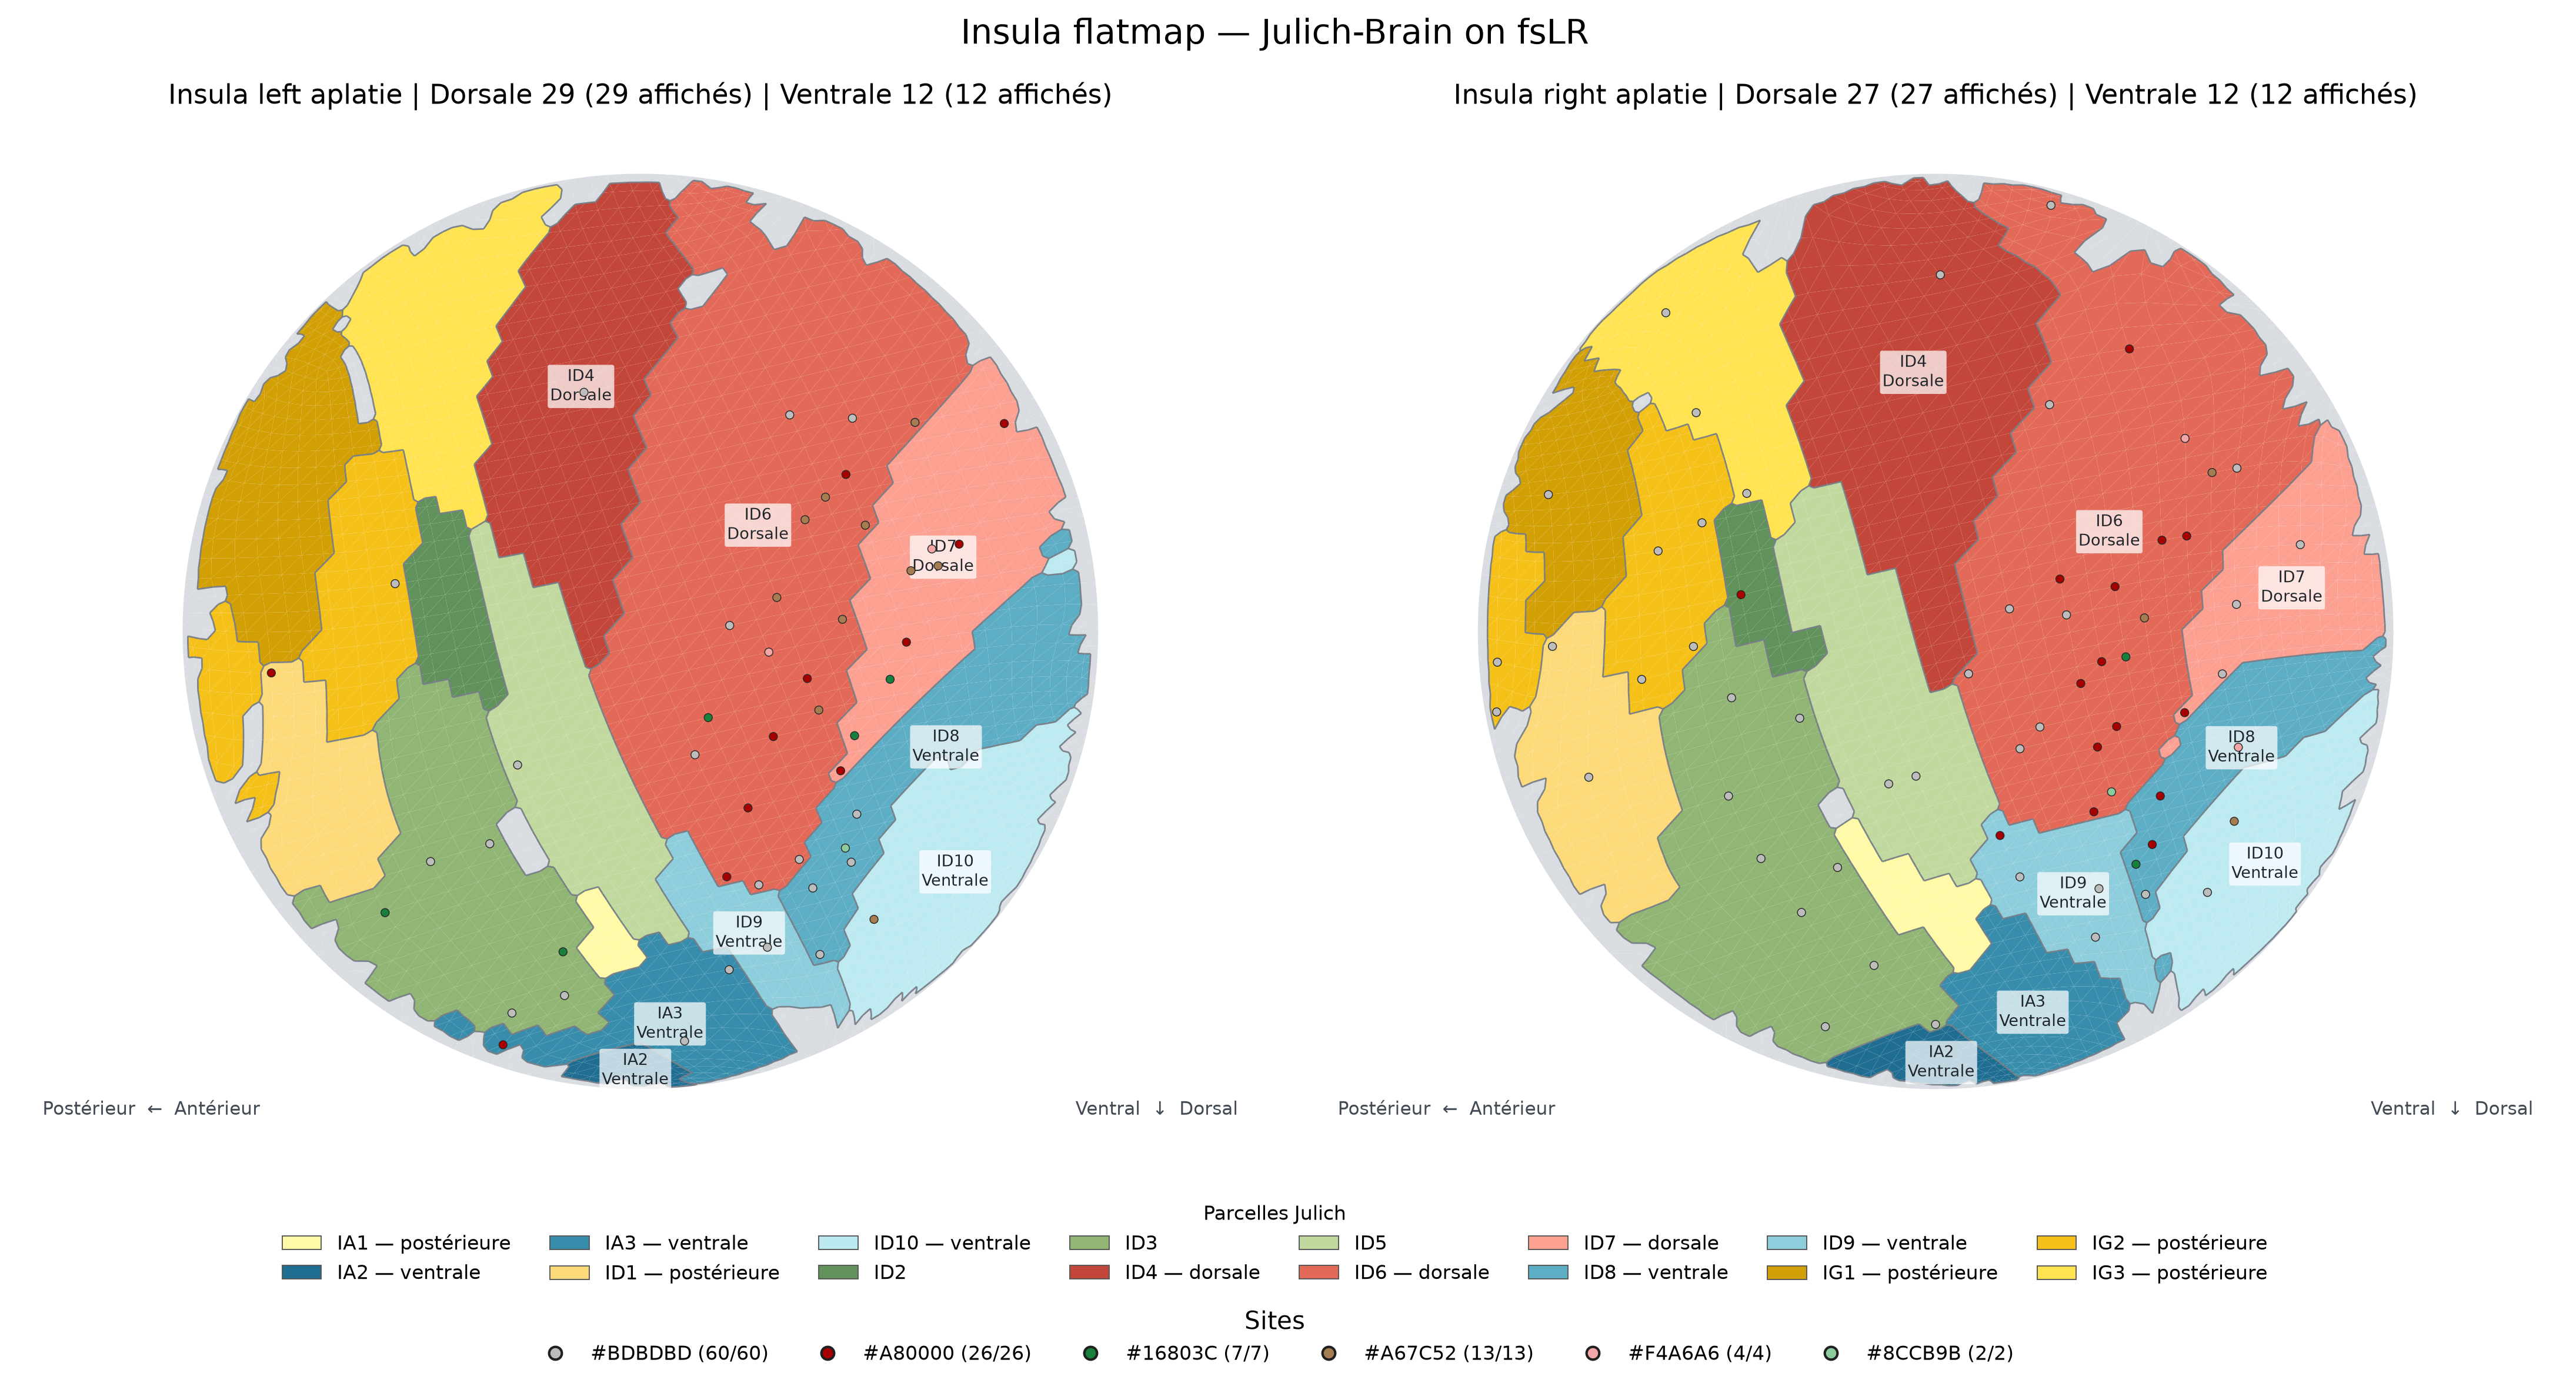 Insula flatmap — Julich-Brain on fsLR
Insula left aplatie | Dorsale 29 (29 affichés) | Ventrale 12 (12 affichés)
Insula right aplatie | Dorsale 27 (27 affichés) | Ventrale 12 (12 affichés)
ID4
Dorsale
ID6
Dorsale
ID7
Dorsale
ID8
Ventrale
ID10
Ventrale
ID9
Ventrale
IA3
Ventrale
IA2
Ventrale
Postérieur ← Antérieur
Ventral ↓ Dorsal
ID4
Dorsale
ID6
Dorsale
ID7
Dorsale
ID8
Ventrale
ID10
Ventrale
ID9
Ventrale
IA3
Ventrale
IA2
Ventrale
Postérieur ← Antérieur
Ventral ↓ Dorsal
Parcelles Julich
IA1 — postérieure
IA3 — ventrale
ID10 — ventrale
ID3
ID5
ID7 — dorsale
ID9 — ventrale
IG2 — postérieure
IA2 — ventrale
ID1 — postérieure
ID2
ID4 — dorsale
ID6 — dorsale
ID8 — ventrale
IG1 — postérieure
IG3 — postérieure
Sites
#BDBDBD (60/60)
#A80000 (26/26)
#16803C (7/7)
#A67C52 (13/13)
#F4A6A6 (4/4)
#8CCB9B (2/2)